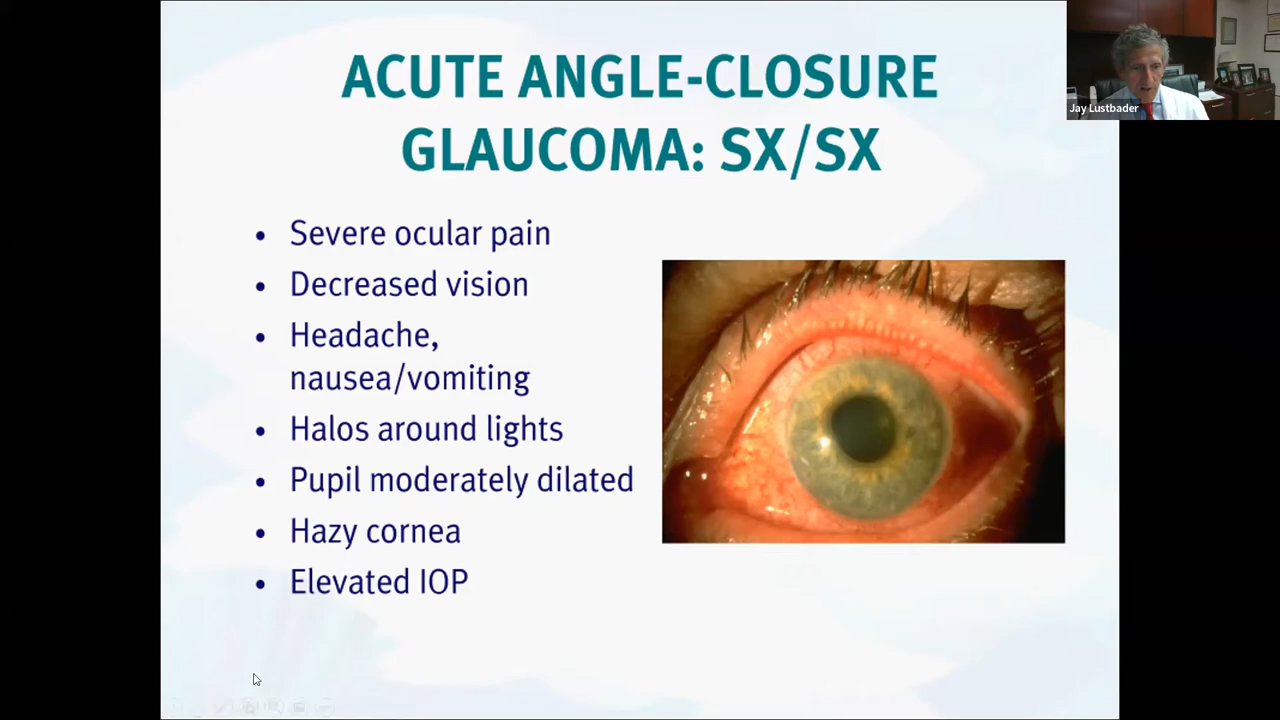 ACUTE ANGLE-CLOSURE
GLAUCOMA: SX/SX
• Severe ocular pain
• Decreased vision
• Headache,
nausea/vomiting
• Halos around lights
• Pupil moderately dilated
• Hazy cornea
• Elevated IOP
Jay Lustbader